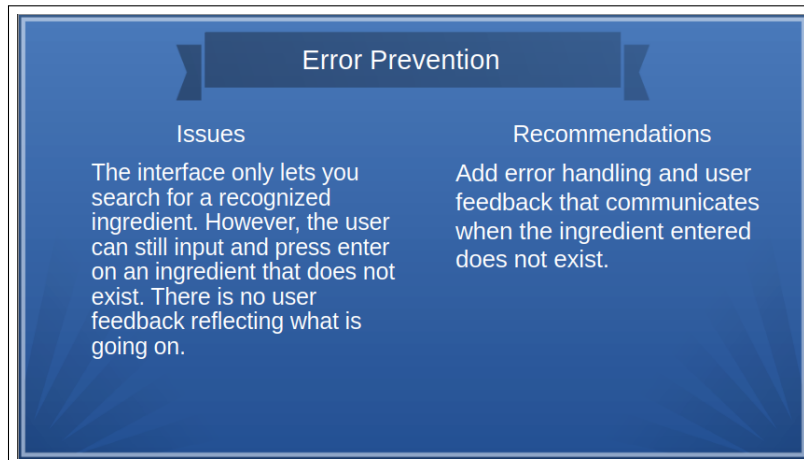 Error Prevention
Issues
The interface only lets you
search for a recognized
ingredient. However, the user
can still input and press enter
on an ingredient that does not
exist. There is no user
feedback reflecting what is
going on.
Recommendations
Add error handling and user
feedback that communicates
when the ingredient entered
does not exist.